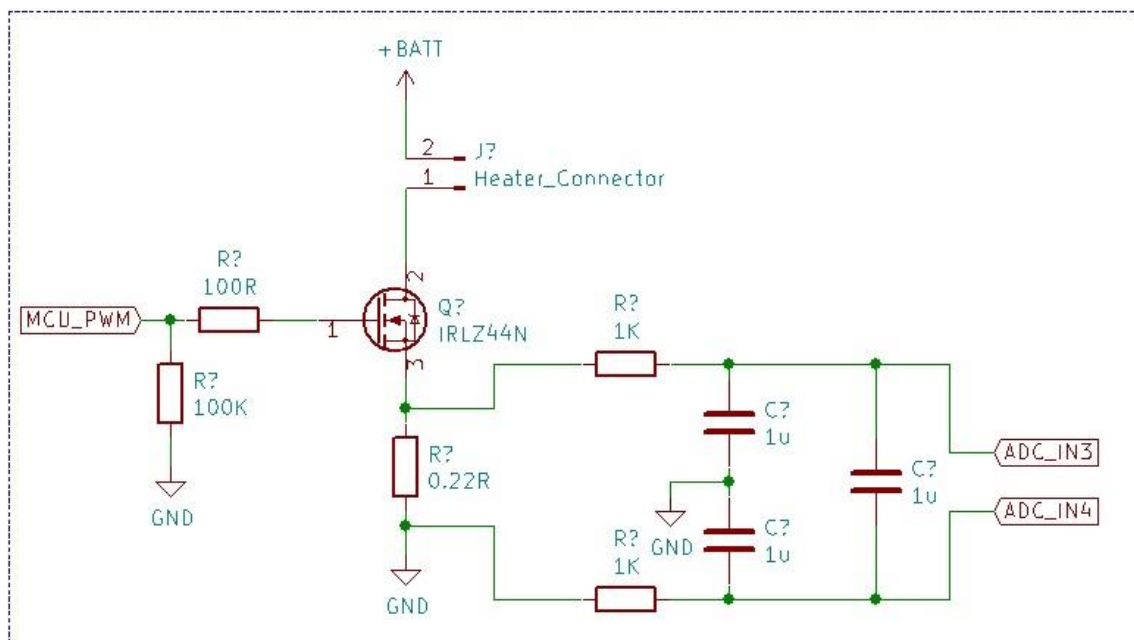 +BATT
2
J?
1
Heater_Connector
R?
100R
2
MCU_PWM
1
Q?
IRLZ44N
R?
1K
3
R?
100K
C?
1u
R?
0.22R
ADC_IN3
C?
1u
GND
ADC_IN4
GND
C?
1u
R?
1K
GND